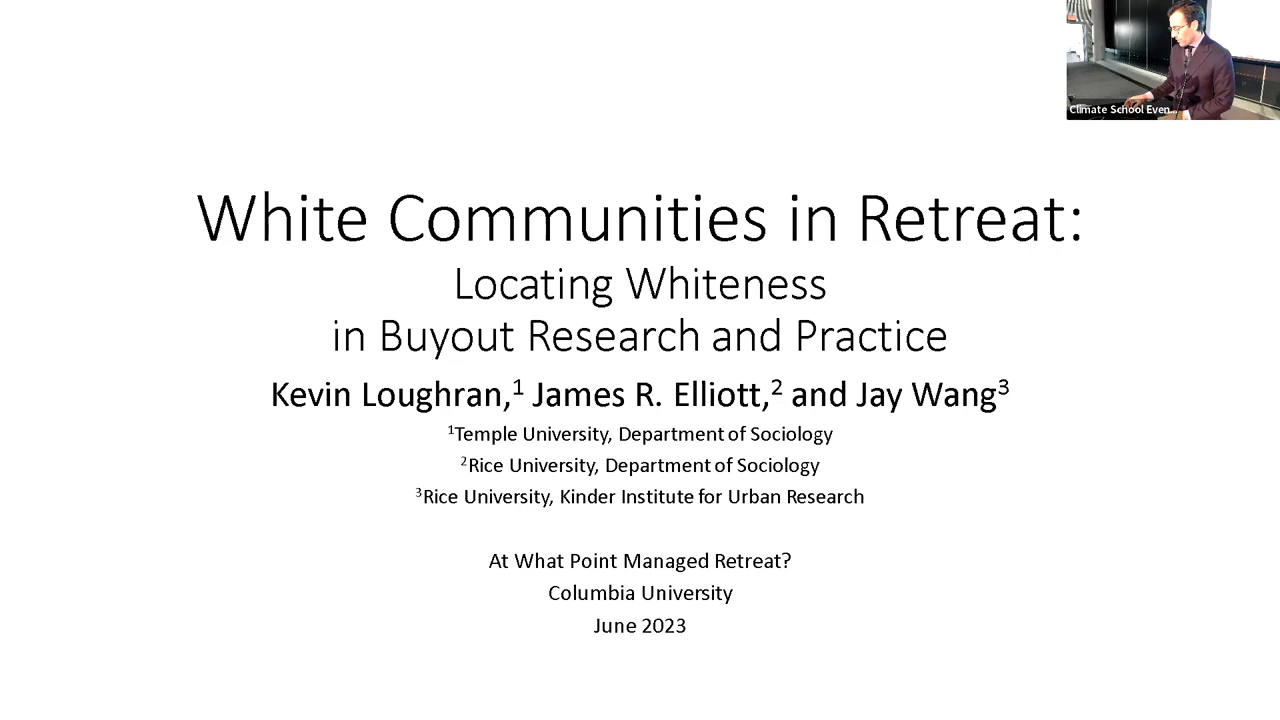 Climate School Even...
White Communities in Retreat:
Locating Whiteness
in Buyout Research and Practice
Kevin Loughran,1 James R. Elliott,2 and Jay Wang3
1Temple University, Department of Sociology
2Rice University, Department of Sociology
3Rice University, Kinder Institute for Urban Research
At What Point Managed Retreat?
Columbia University
June 2023